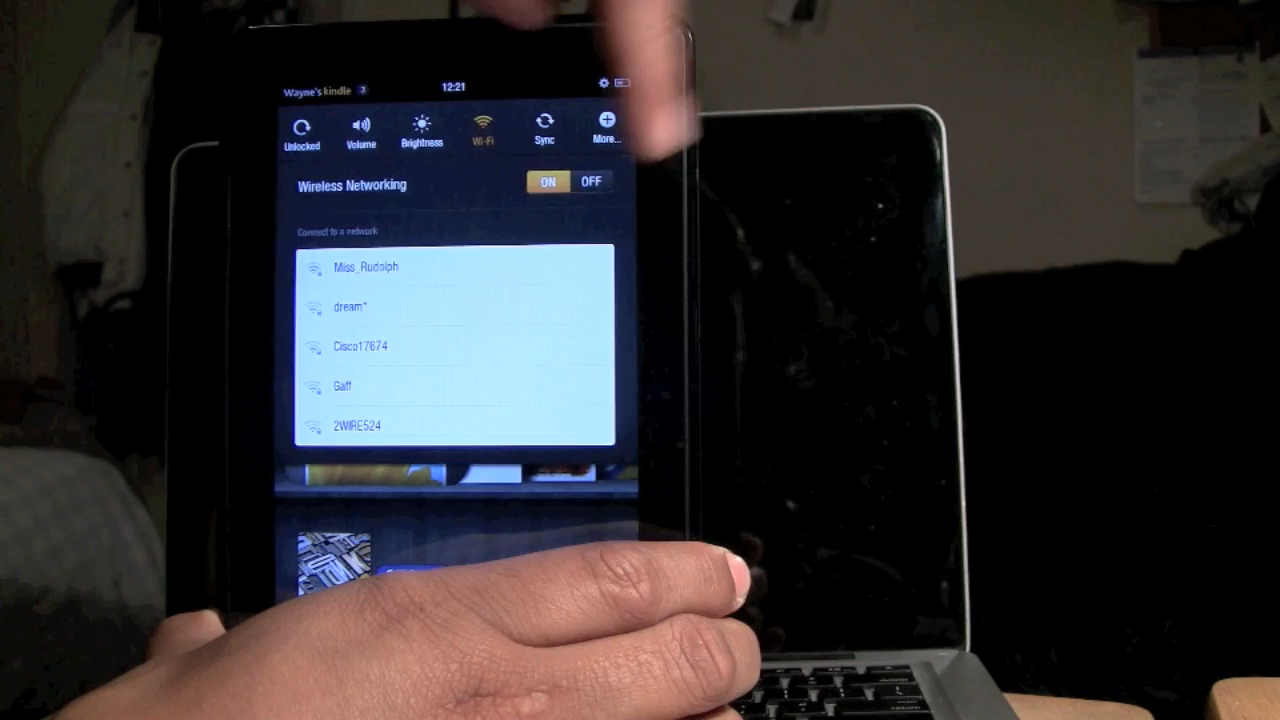 Wayne's kindle 3 12:21
Unlocked Volume Brightness Wi-Fi Sync More...
Wireless Networking ON OFF
Connect to a network
Miss_Rudolph
dream*
Cisco17674
Gaff
2WIRE524